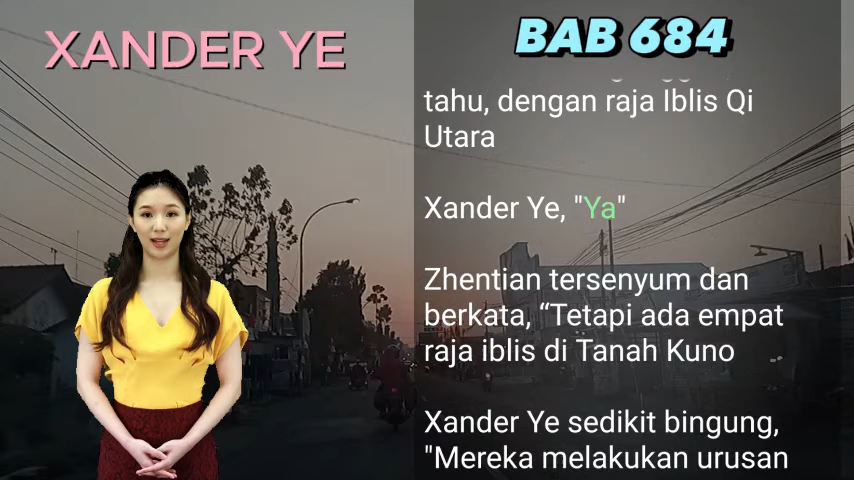 XANDER YE
BAB 684
tahu, dengan raja Iblis Qi
Utara
Xander Ye, "Ya"
Zhentian tersenyum dan
berkata, “Tetapi ada empat
raja iblis di Tanah Kuno
Xander Ye sedikit bingung,
"Mereka melakukan urusan